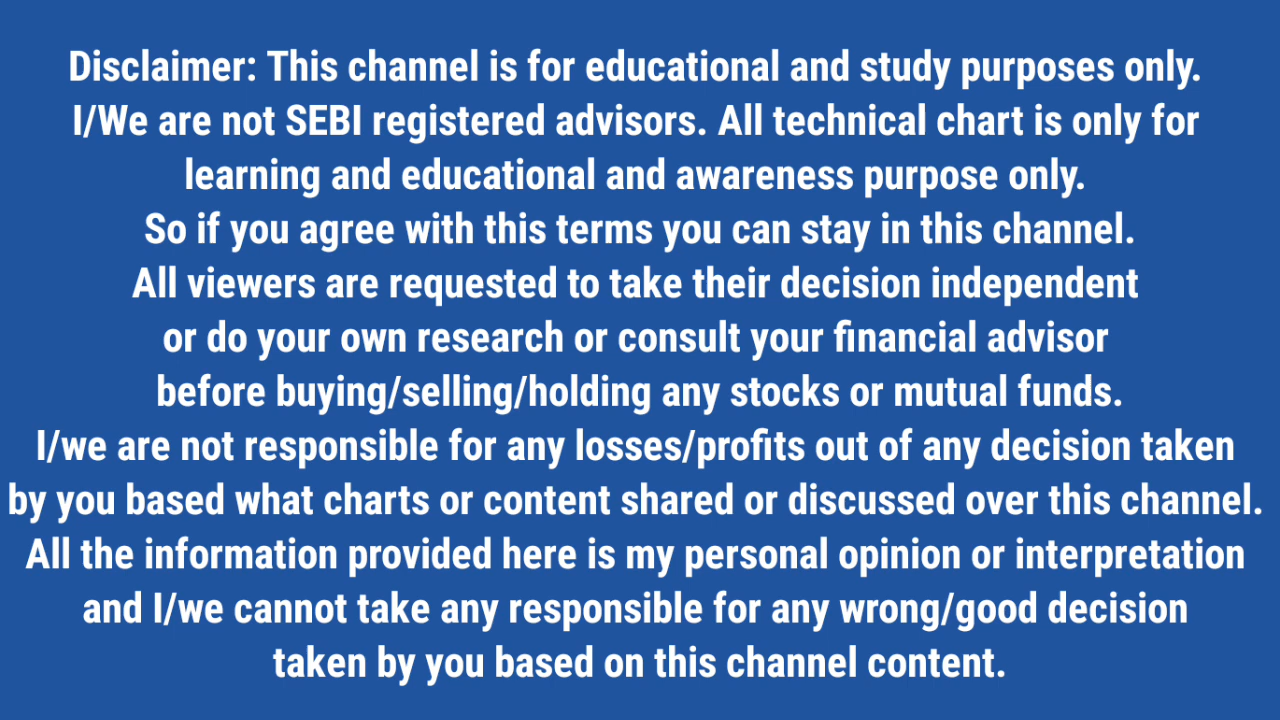 Disclaimer: This channel is for educational and study purposes only.
I/We are not SEBI registered advisors. All technical chart is only for
learning and educational and awareness purpose only.
So if you agree with this terms you can stay in this channel.
All viewers are requested to take their decision independent
or do your own research or consult your financial advisor
before buying/selling/holding any stocks or mutual funds.
I/we are not responsible for any losses/profits out of any decision taken
by you based what charts or content shared or discussed over this channel.
All the information provided here is my personal opinion or interpretation
and I/we cannot take any responsible for any wrong/good decision
taken by you based on this channel content.